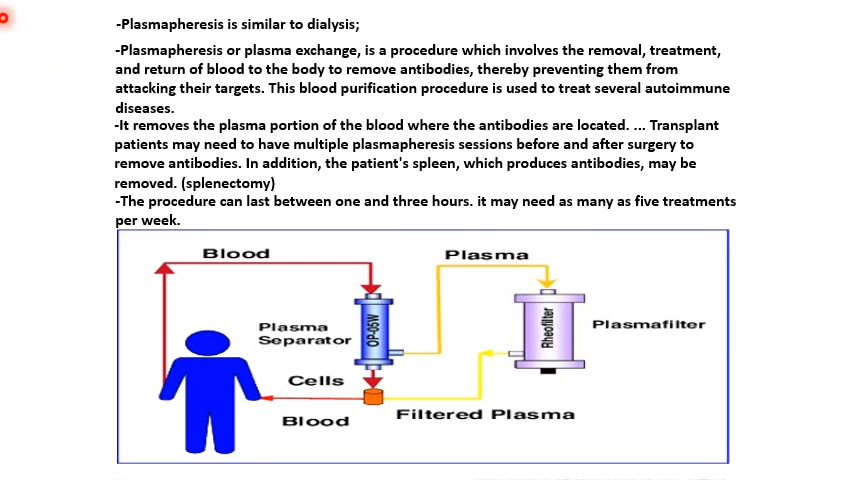 -Plasmapheresis is similar to dialysis;
-Plasmapheresis or plasma exchange, is a procedure which involves the removal, treatment,
and return of blood to the body to remove antibodies, thereby preventing them from
attacking their targets. This blood purification procedure is used to treat several autoimmune
diseases.
-It removes the plasma portion of the blood where the antibodies are located. ... Transplant
patients may need to have multiple plasmapheresis sessions before and after surgery to
remove antibodies. In addition, the patient's spleen, which produces antibodies, may be
removed. (splenectomy)
-The procedure can last between one and three hours. it may need as many as five treatments
per week.
Blood
Plasma
Plasma
Separator
OP-05W
Rheofilter
Plasmafilter
Cells
Blood
Filtered Plasma